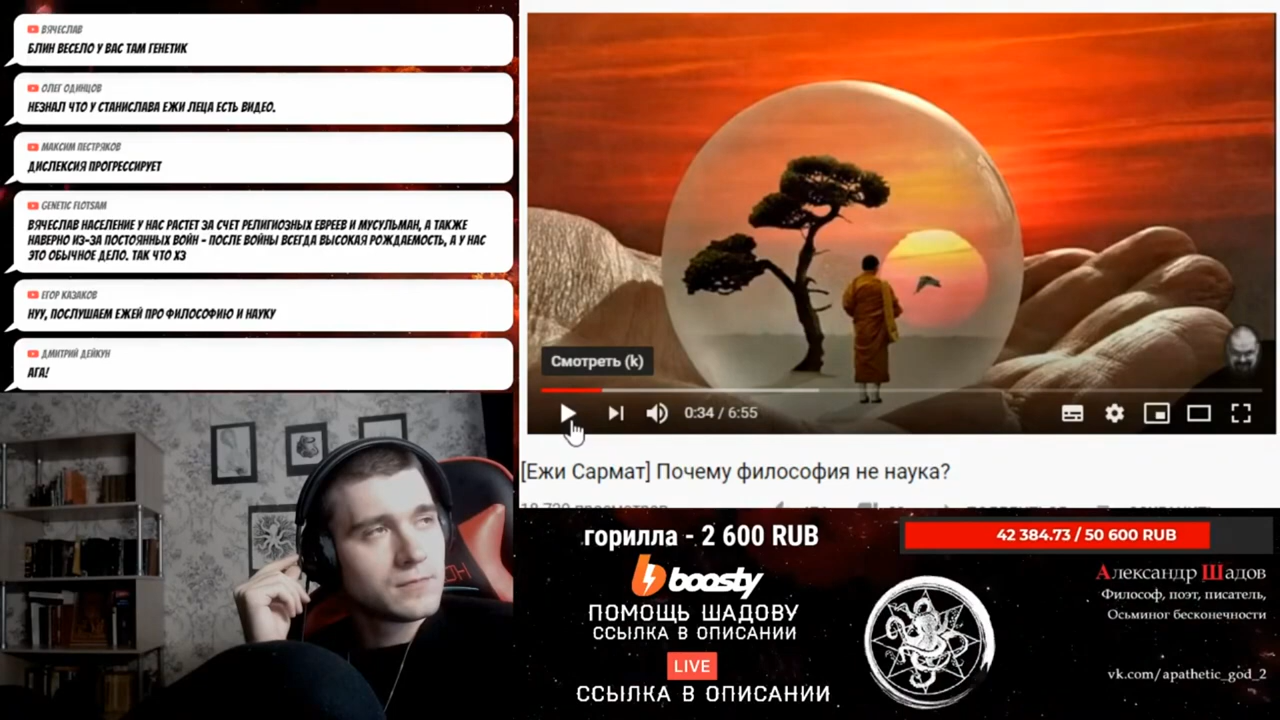 ВЯЧЕСЛАВ
БЛИН ВЕСЕЛО У ВАС ТАМ ГЕНЕТИК
ОЛЕГ ОДИНЦОВ
НЕЗНАЛ ЧТО У СТАНИСЛАВА ЕЖИ ЛЕЦА ЕСТЬ ВИДЕО.
МАКСИМ ПЕСТРЯКОВ
ДИСЛЕКСИЯ ПРОГРЕССИРУЕТ
GENETIC FLOTSAM
ВЯЧЕСЛАВ НАСЕЛЕНИЕ У НАС РАСТЕТ ЗА СЧЕТ РЕЛИГИОЗНЫХ ЕВРЕЕВ И МУСУЛЬМАН, А ТАКЖЕ
НАВЕРНО ИЗ-ЗА ПОСТОЯННЫХ ВОЙН - ПОСЛЕ ВОЙНЫ ВСЕГДА ВЫСОКАЯ РОЖДАЕМОСТЬ, А У НАС
ЭТО ОБЫЧНОЕ ДЕЛО. ТАК ЧТО ХЗ
ЕГОР КАЗАКОВ
НУУ, ПОСЛУШАЕМ ЕЖЕЙ ПРО ФИЛОСОФИЮ И НАУКУ
ДМИТРИЙ ДЕЙКУН
АГА!
Смотреть (k)
0:34 / 6:55
[Ежи Сармат] Почему философия не наука?
горилла - 2 600 RUB
boosty
ПОМОЩЬ ШАДОВУ
ССЫЛКА В ОПИСАНИИ
LIVE
ССЫЛКА В ОПИСАНИИ
42 384.73 / 50 600 RUB
Александр Шадов
Философ, поэт, писатель,
Осьминог бесконечности
vk.com/apathetic_god_2